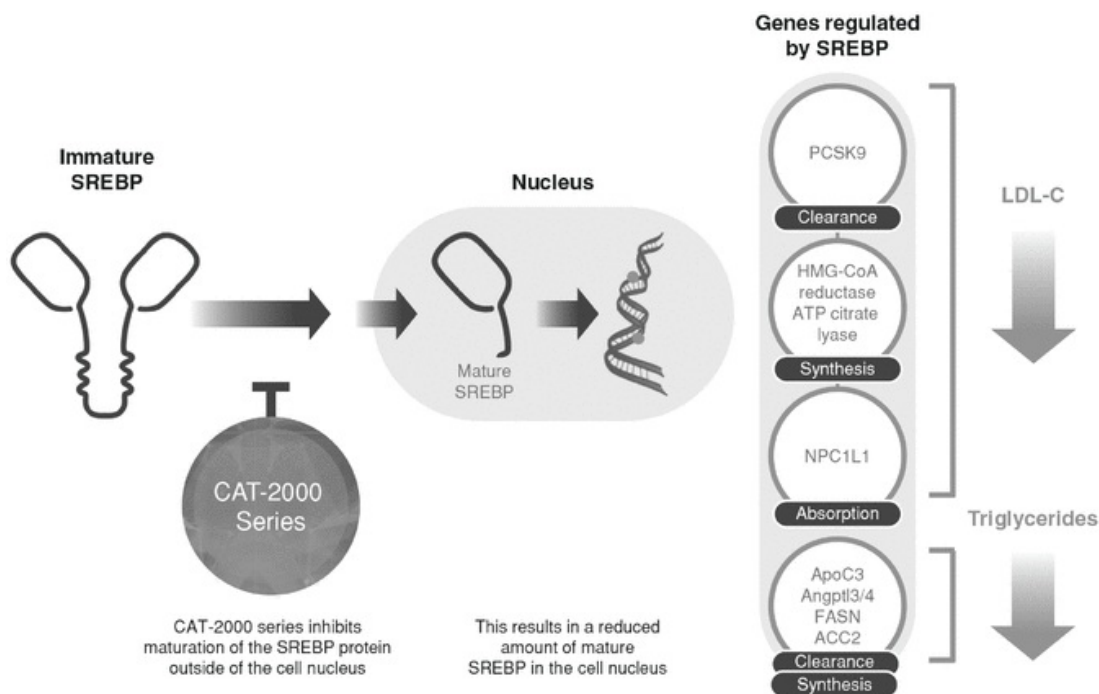 Genes regulated
by SREBP
Immature
SREBP
Nucleus
Mature
SREBP
CAT-2000
Series
CAT-2000 series inhibits
maturation of the SREBP protein
outside of the cell nucleus
This results in a reduced
amount of mature
SREBP in the cell nucleus
PCSK9
Clearance
HMG-CoA
reductase
ATP citrate
lyase
Synthesis
NPC1L1
Absorption
ApoC3
Angptl3/4
FASN
ACC2
Clearance
Synthesis
LDL-C
Triglycerides